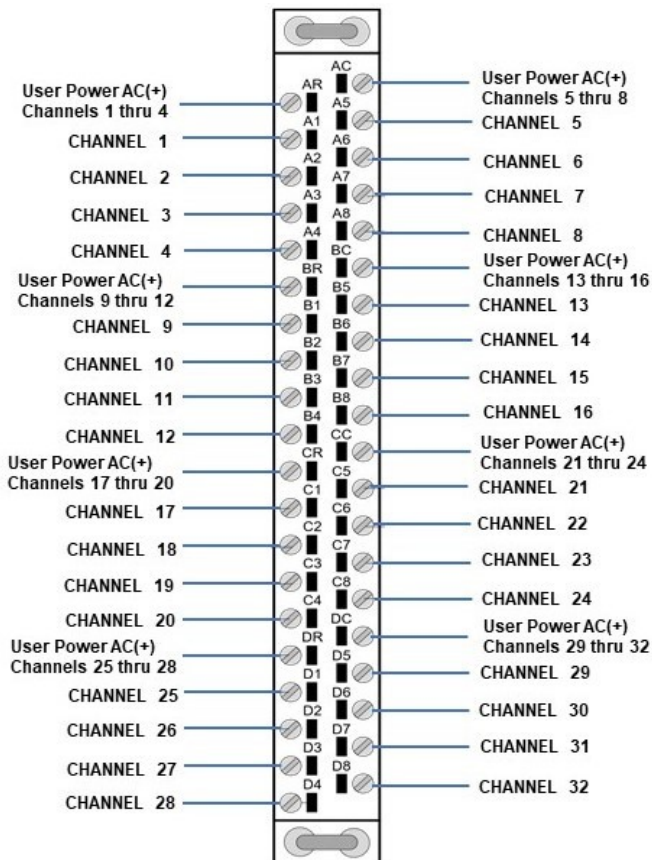 User Power AC(+)
Channels 1 thru 4
CHANNEL 1
CHANNEL 2
CHANNEL 3
CHANNEL 4
User Power AC(+)
Channels 9 thru 12
CHANNEL 9
CHANNEL 10
CHANNEL 11
CHANNEL 12
User Power AC(+)
Channels 17 thru 20
CHANNEL 17
CHANNEL 18
CHANNEL 19
CHANNEL 20
User Power AC(+)
Channels 25 thru 28
CHANNEL 25
CHANNEL 26
CHANNEL 27
CHANNEL 28
AR
A1
A2
A3
A4
BR
B1
B2
B3
B4
CR
C1
C2
C3
C4
DR
D1
D2
D3
D4
AC
A5
A6
A7
A8
BC
B5
B6
B7
B8
CC
C5
C6
C7
C8
DC
D5
D6
D7
D8
User Power AC(+)
Channels 5 thru 8
CHANNEL 5
CHANNEL 6
CHANNEL 7
CHANNEL 8
User Power AC(+)
Channels 13 thru 16
CHANNEL 13
CHANNEL 14
CHANNEL 15
CHANNEL 16
User Power AC(+)
Channels 21 thru 24
CHANNEL 21
CHANNEL 22
CHANNEL 23
CHANNEL 24
User Power AC(+)
Channels 29 thru 32
CHANNEL 29
CHANNEL 30
CHANNEL 31
CHANNEL 32